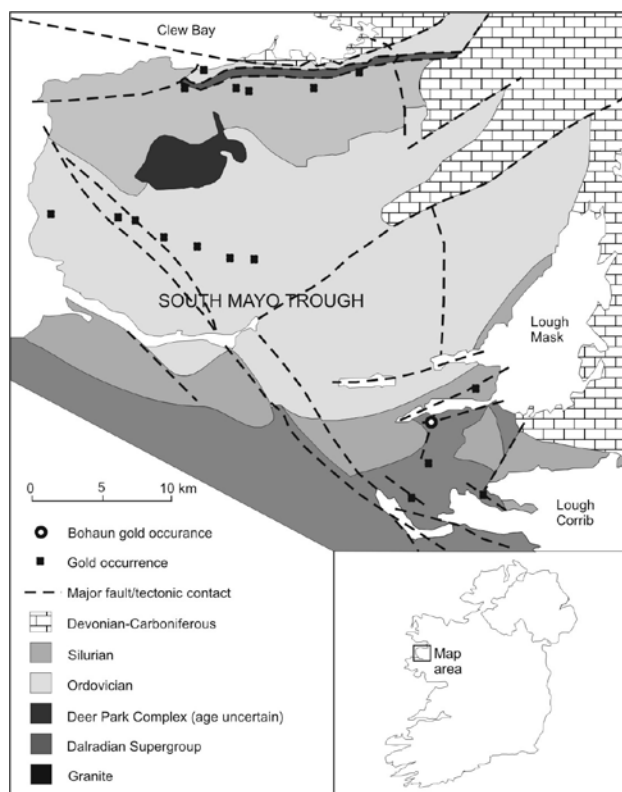 Clew Bay
SOUTH MAYO TROUGH
Lough
Mask
Lough
Corrib
0 5 10 km
Bohaun gold occurance
Gold occurrence
Major fault/tectonic contact
Devonian-Carboniferous
Silurian
Ordovician
Deer Park Complex (age uncertain)
Dalradian Supergroup
Granite
Map
area